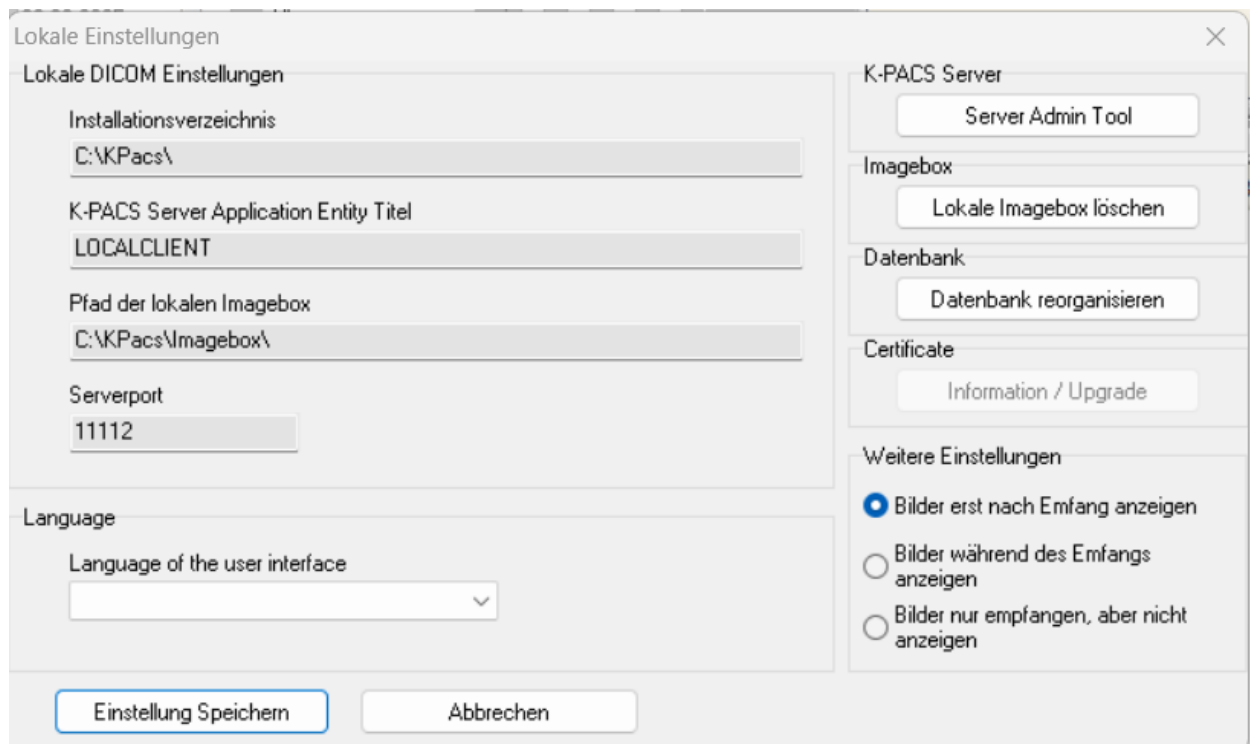 Lokale Einstellungen
Lokale DICOM Einstellungen
Installationsverzeichnis
C:\KPacs\
K-PACS Server Application Entity Titel
LOCALCLIENT
Pfad der lokalen Imagebox
C:\KPacs\Imagebox\
Serverport
11112
Language
Language of the user interface
Einstellung Speichern
Abbrechen
K-PACS Server
Server Admin Tool
Imagebox
Lokale Imagebox löschen
Datenbank
Datenbank reorganisieren
Certificate
Information / Upgrade
Weitere Einstellungen
Bilder erst nach Emfang anzeigen
Bilder während des Emfangs
anzeigen
Bilder nur empfangen, aber nicht
anzeigen